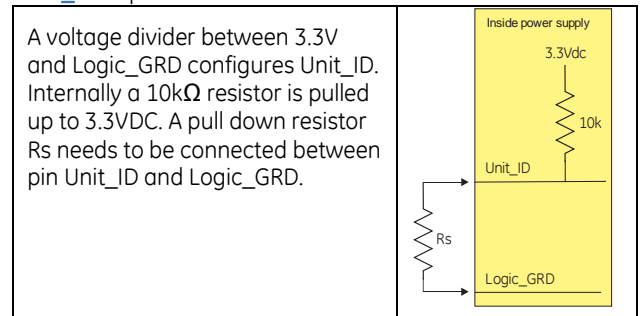 A voltage divider between 3.3V
and Logic_GRD configures Unit_ID.
Internally a 10kΩ resistor is pulled
up to 3.3VDC. A pull down resistor
Rs needs to be connected between
pin Unit_ID and Logic_GRD.
Inside power supply
3.3Vdc
10k
Unit_ID
Rs
Logic_GRD